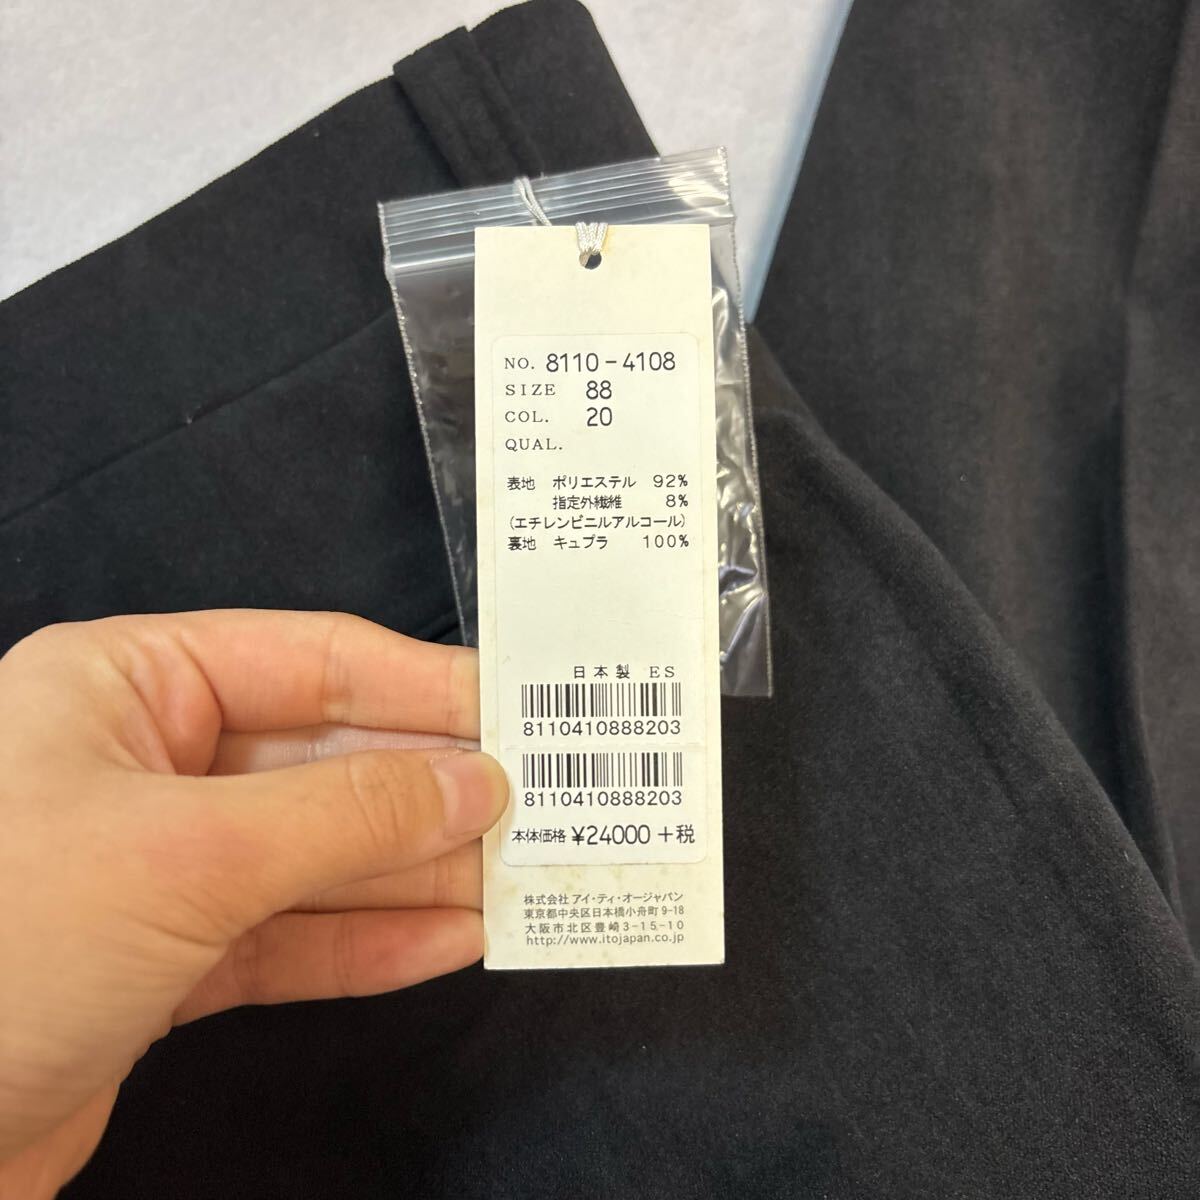 NO. 8110-4108
SIZE 88
COL. 20
QUAL.
表地 ポリエステル 92%
指定外繊維 8%
(エチレンビニルアルコール)
裏地 キュプラ 100%
日本製 ES
8110410888203
8110410888203
本体価格 ¥24000+税
株式会社 アイ・ティ・オージャパン
東京都中央区日本橋小舟町9-18
大阪市北区豊崎3-15-10
http://www.itojapan.co.jp